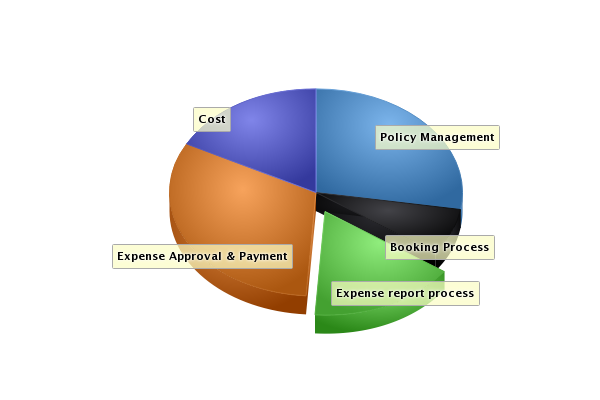 Cost
Policy Management
Booking Process
Expense Approval & Payment
Expense report process